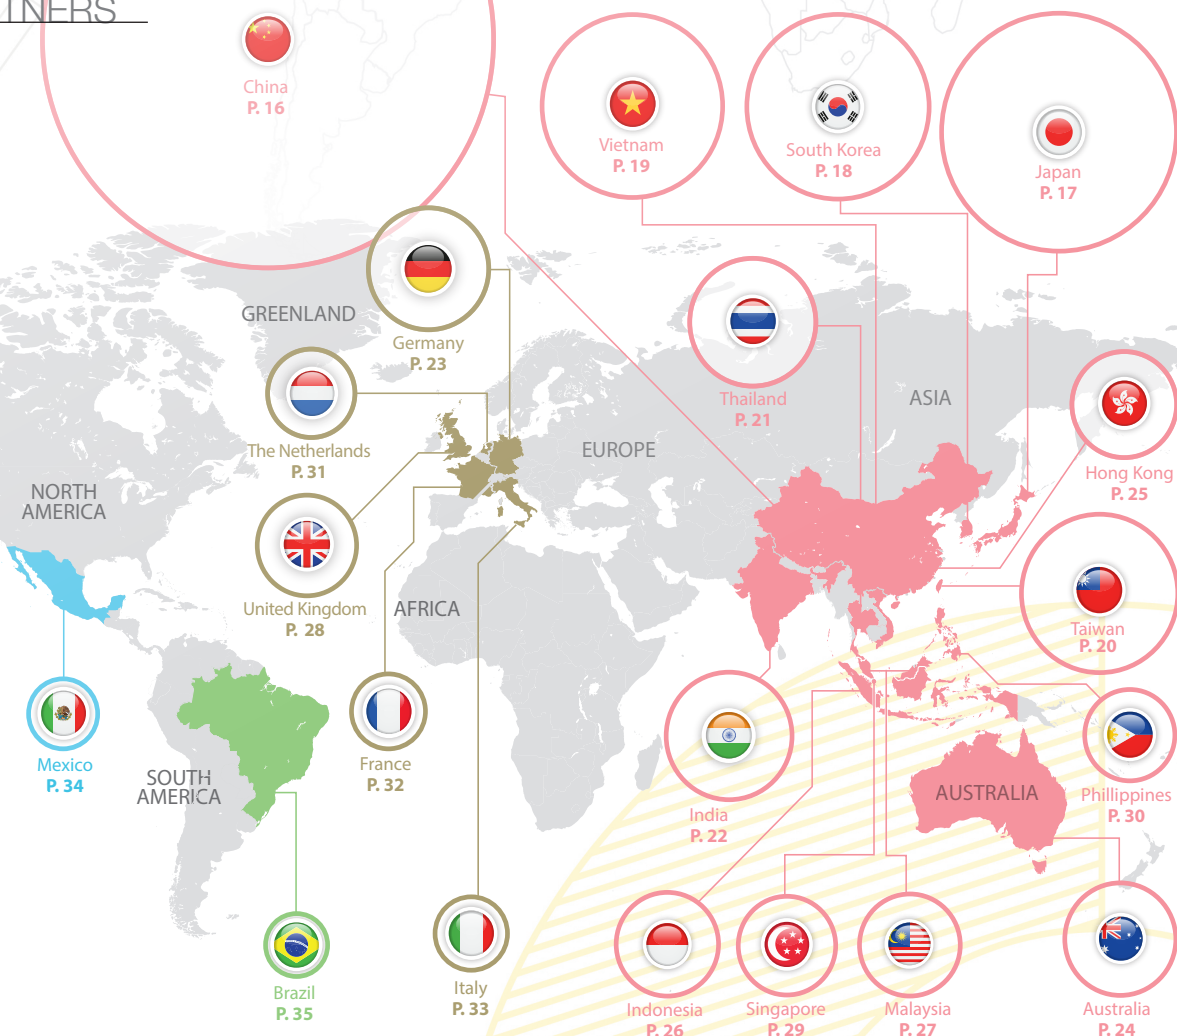 TNERS
China
P. 16
Vietnam
P. 19
South Korea
P. 18
Japan
P. 17
GREENLAND
Germany
P. 23
Thailand
P. 21
ASIA
Hong Kong
P. 25
The Netherlands
P. 31
EUROPE
NORTH
AMERICA
United Kingdom
P. 28
AFRICA
Taiwan
P. 20
Mexico
P. 34
SOUTH
AMERICA
France
P. 32
India
P. 22
AUSTRALIA
Phillippines
P. 30
Brazil
P. 35
Italy
P. 33
Indonesia
P. 26
Singapore
P. 29
Malaysia
P. 27
Australia
P. 24